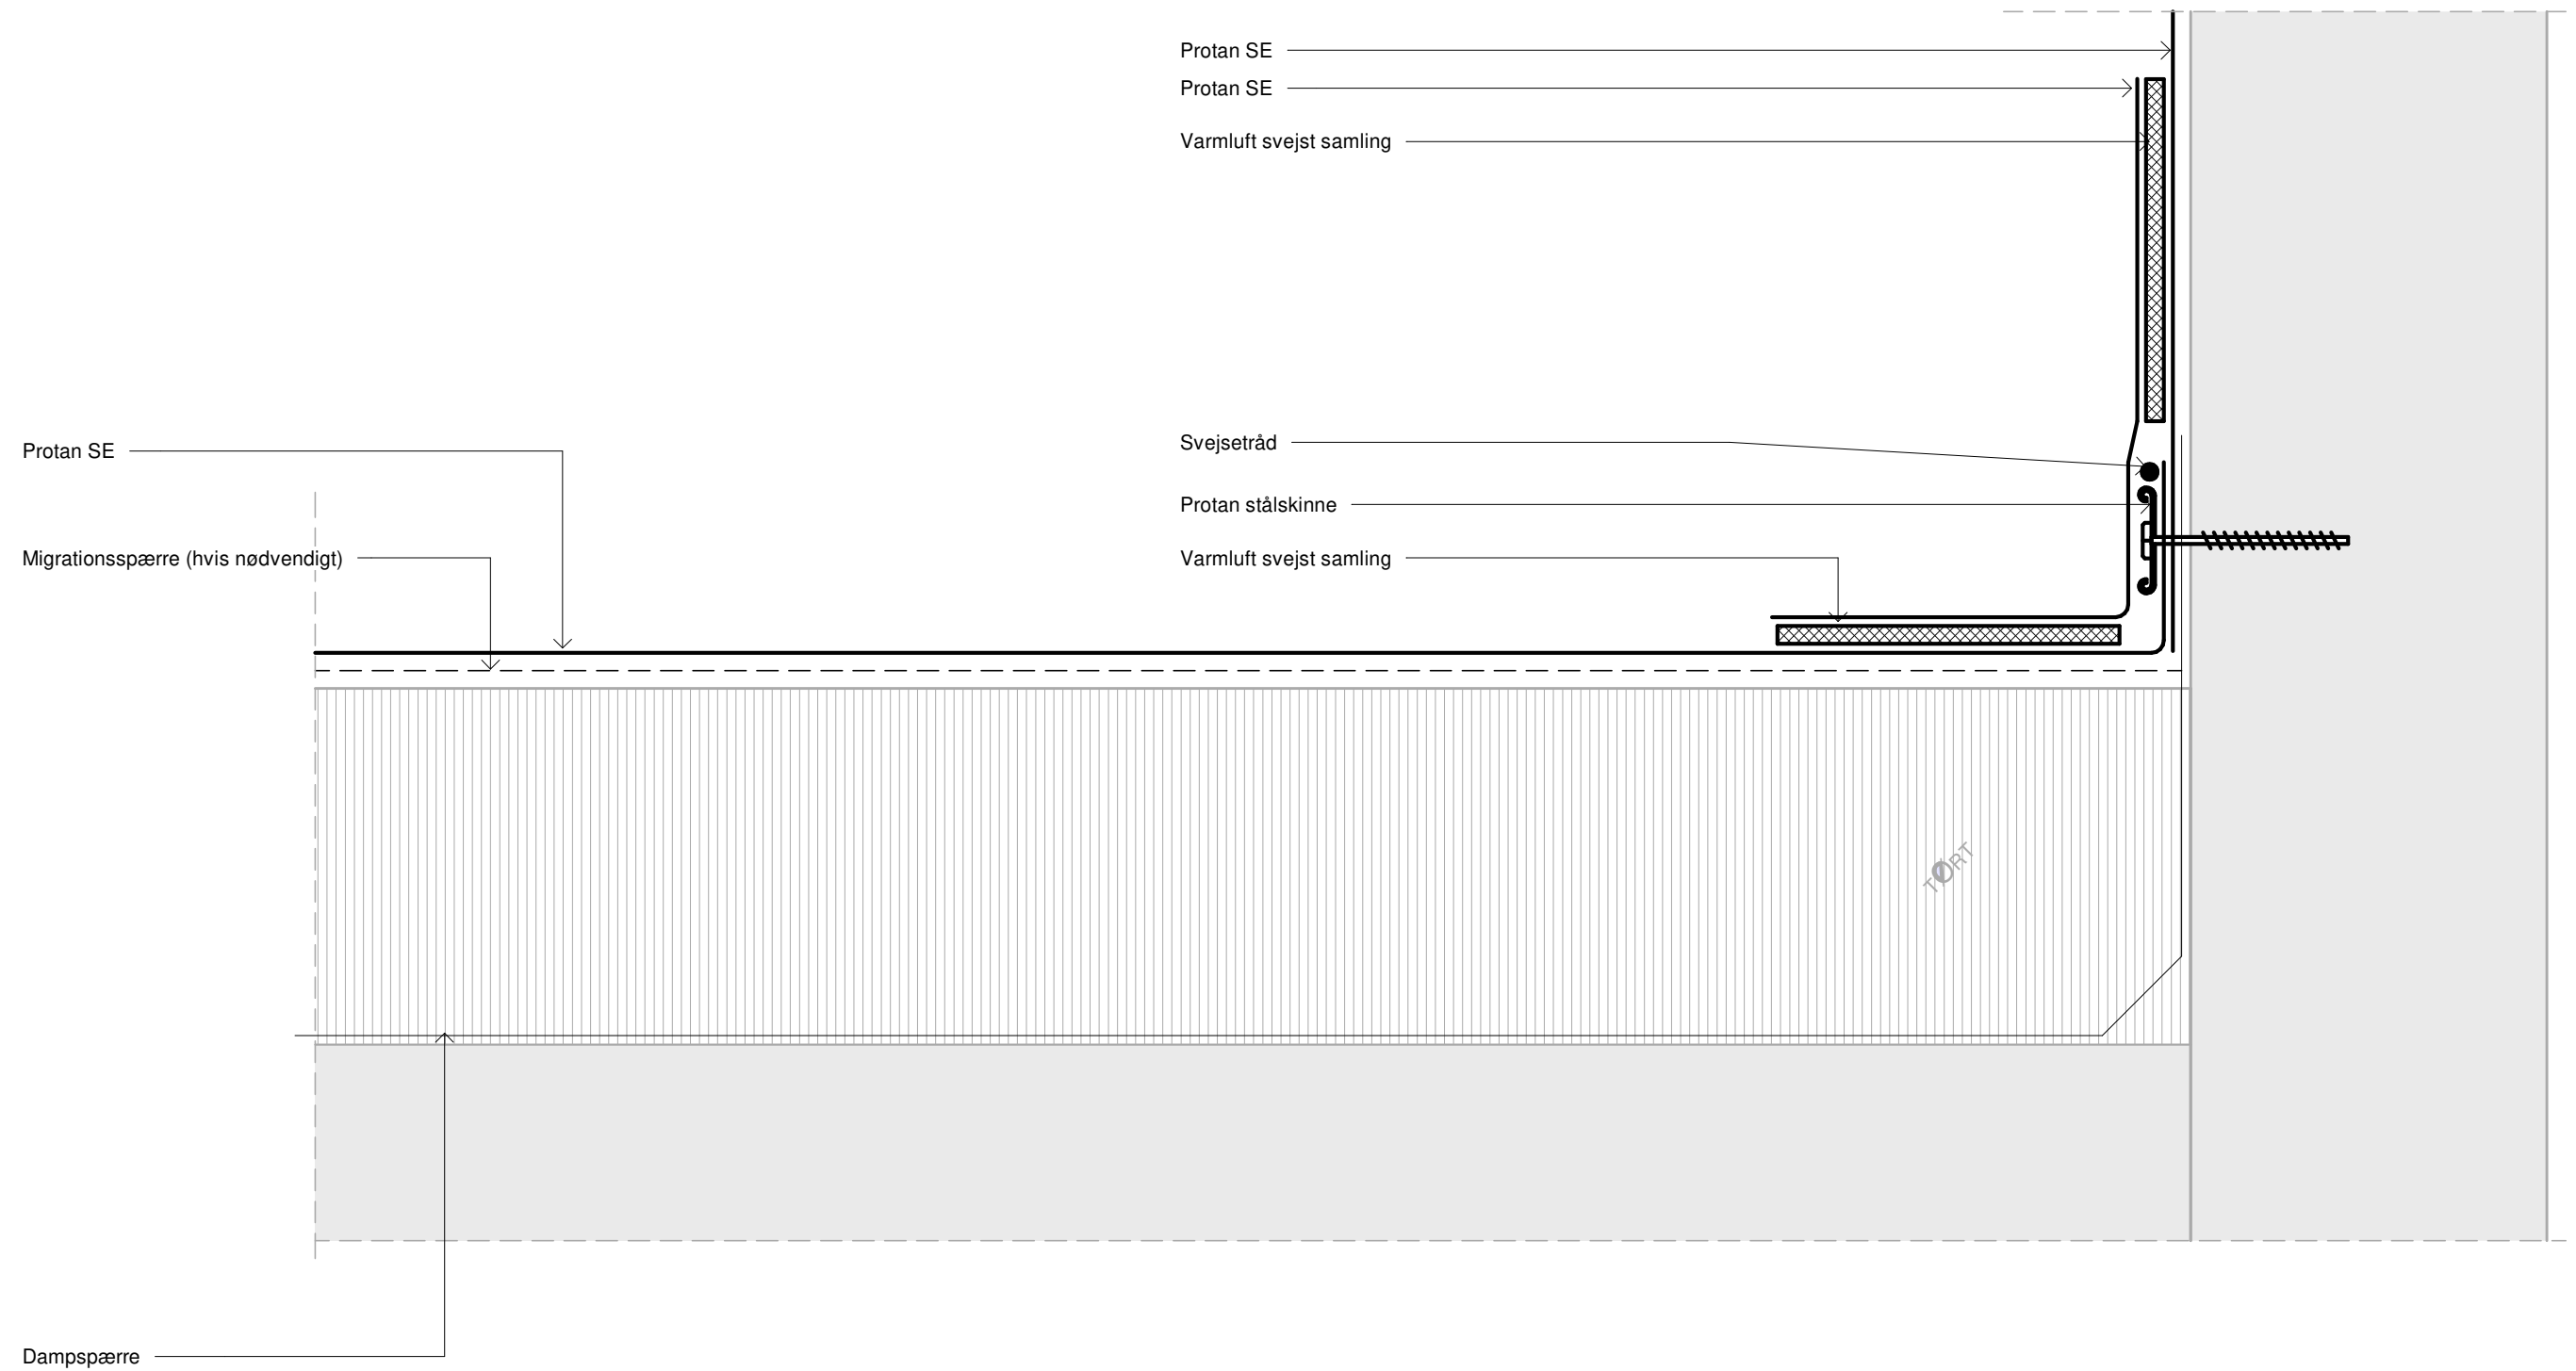 Protan SE
Protan SE
Varmluft svejst samling
Svejsetråd
Protan SE
Protan stålskinne
Migrationsspærre (hvis nødvendigt)
Varmluft svejst samling
TØRT
Dampspærre